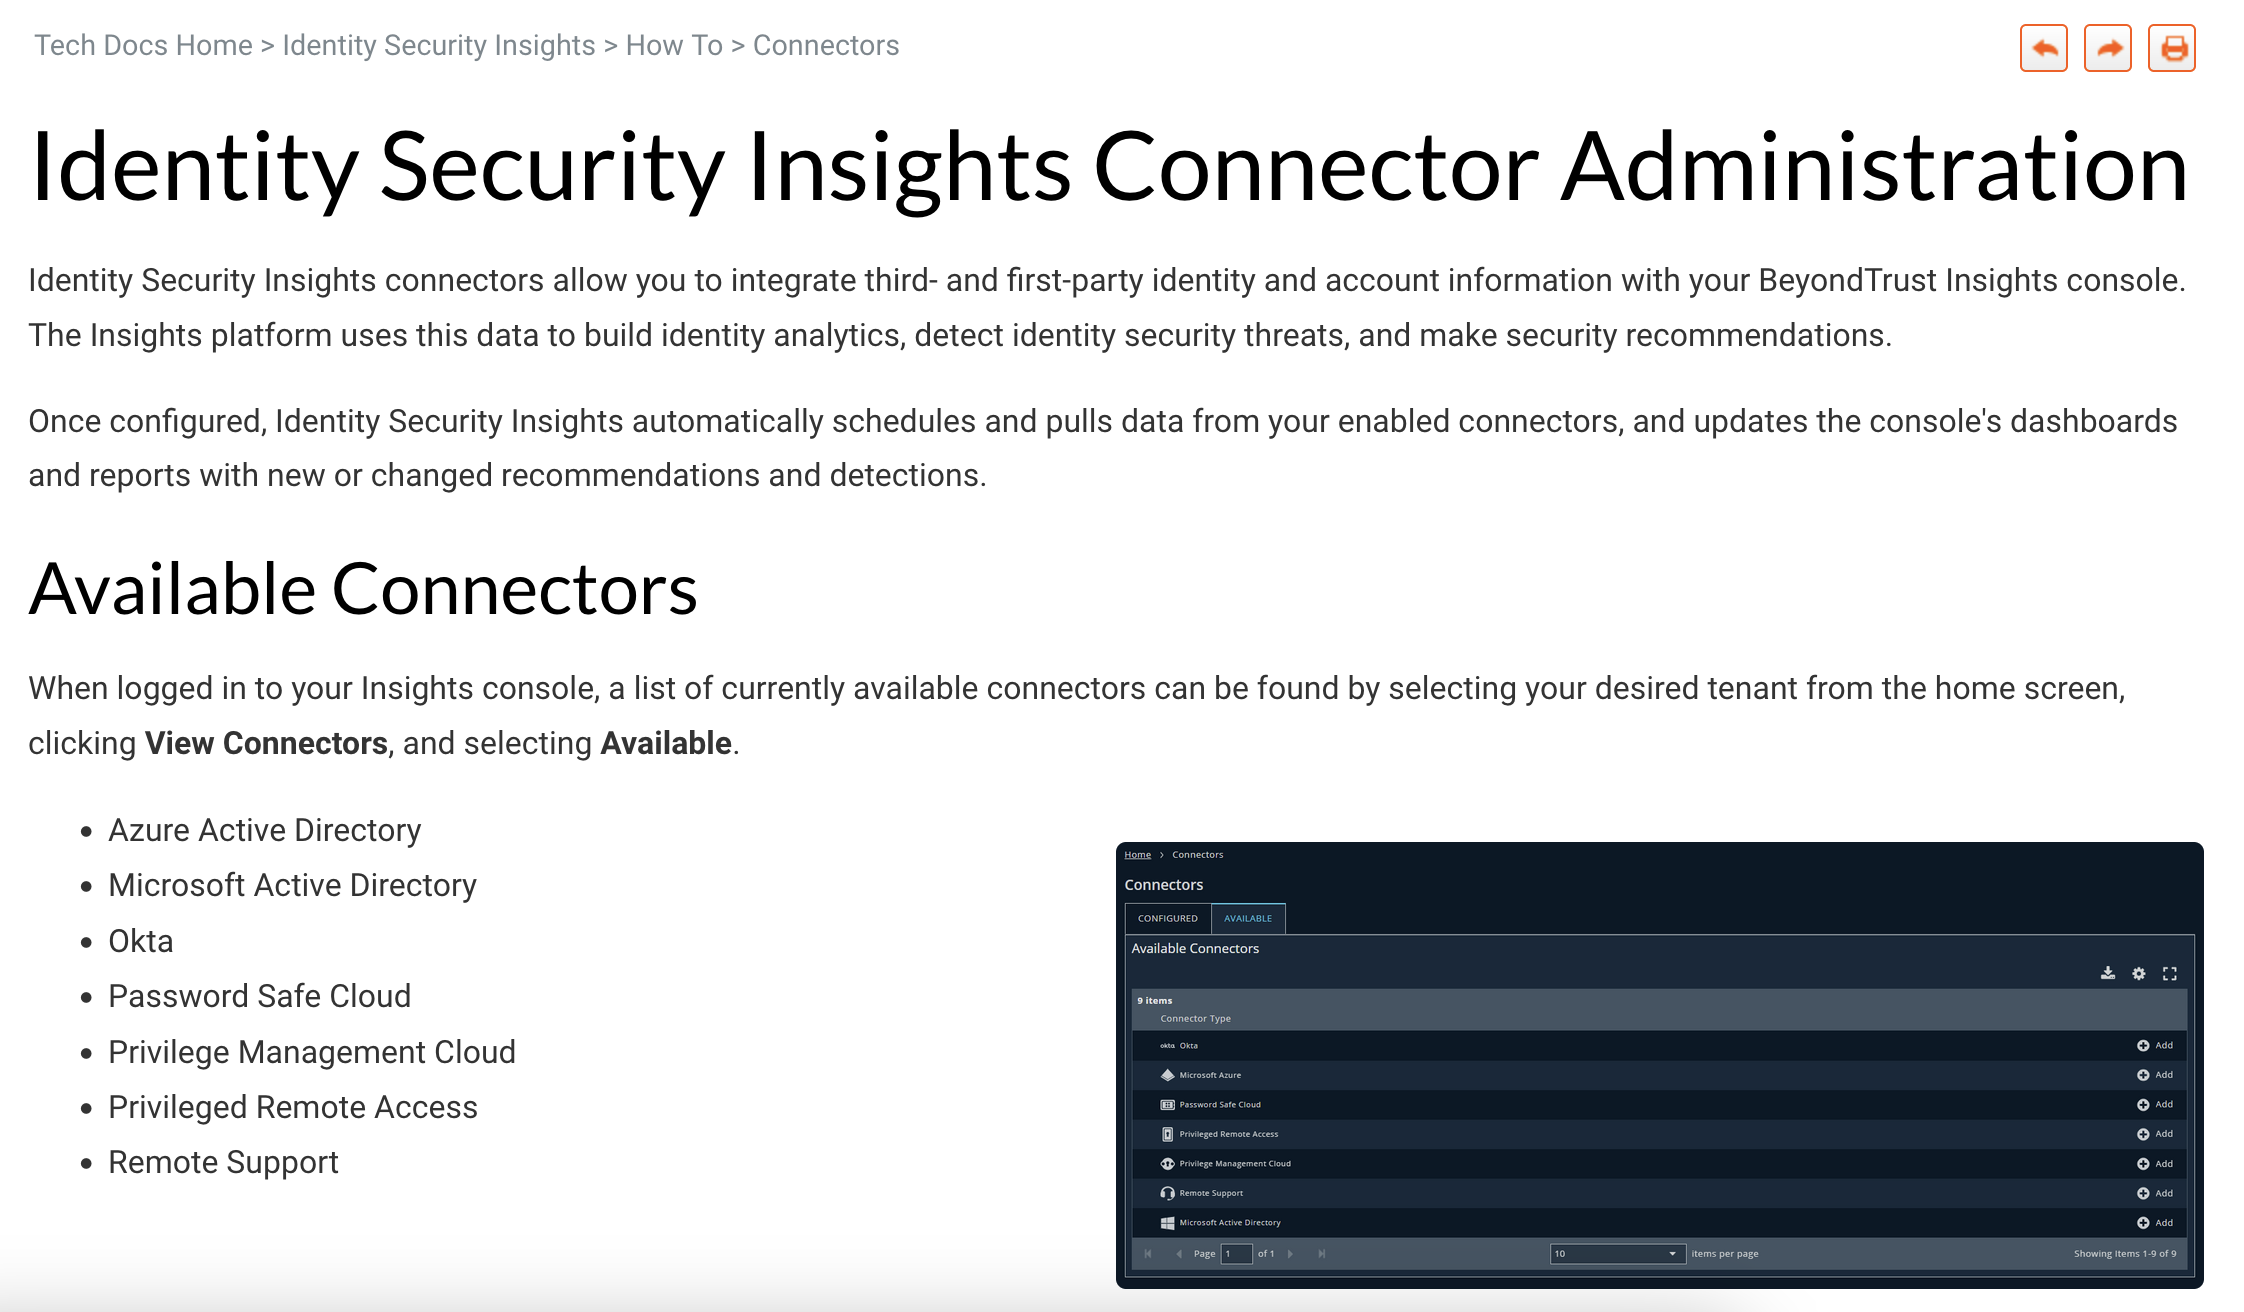 Tech Docs Home > Identity Security Insights > How To > Connectors
Identity Security Insights Connector Administration
Identity Security Insights connectors allow you to integrate third- and first-party identity and account information with your BeyondTrust Insights console.
The Insights platform uses this data to build identity analytics, detect identity security threats, and make security recommendations.
Once configured, Identity Security Insights automatically schedules and pulls data from your enabled connectors, and updates the console's dashboards
and reports with new or changed recommendations and detections.
Available Connectors
When logged in to your Insights console, a list of currently available connectors can be found by selecting your desired tenant from the home screen,
clicking View Connectors, and selecting Available.
• Azure Active Directory
• Microsoft Active Directory
• Okta
• Password Safe Cloud
• Privilege Management Cloud
• Privileged Remote Access
• Remote Support
Home > Connectors
Connectors
CONFIGURED AVAILABLE
Available Connectors
9 items
Connector Type
okta Okta Add
Microsoft Azure Add
Password Safe Cloud Add
Privileged Remote Access Add
Privilege Management Cloud Add
Remote Support Add
Microsoft Active Directory Add
Page 1 of 1 10 items per page Showing items 1-9 of 9